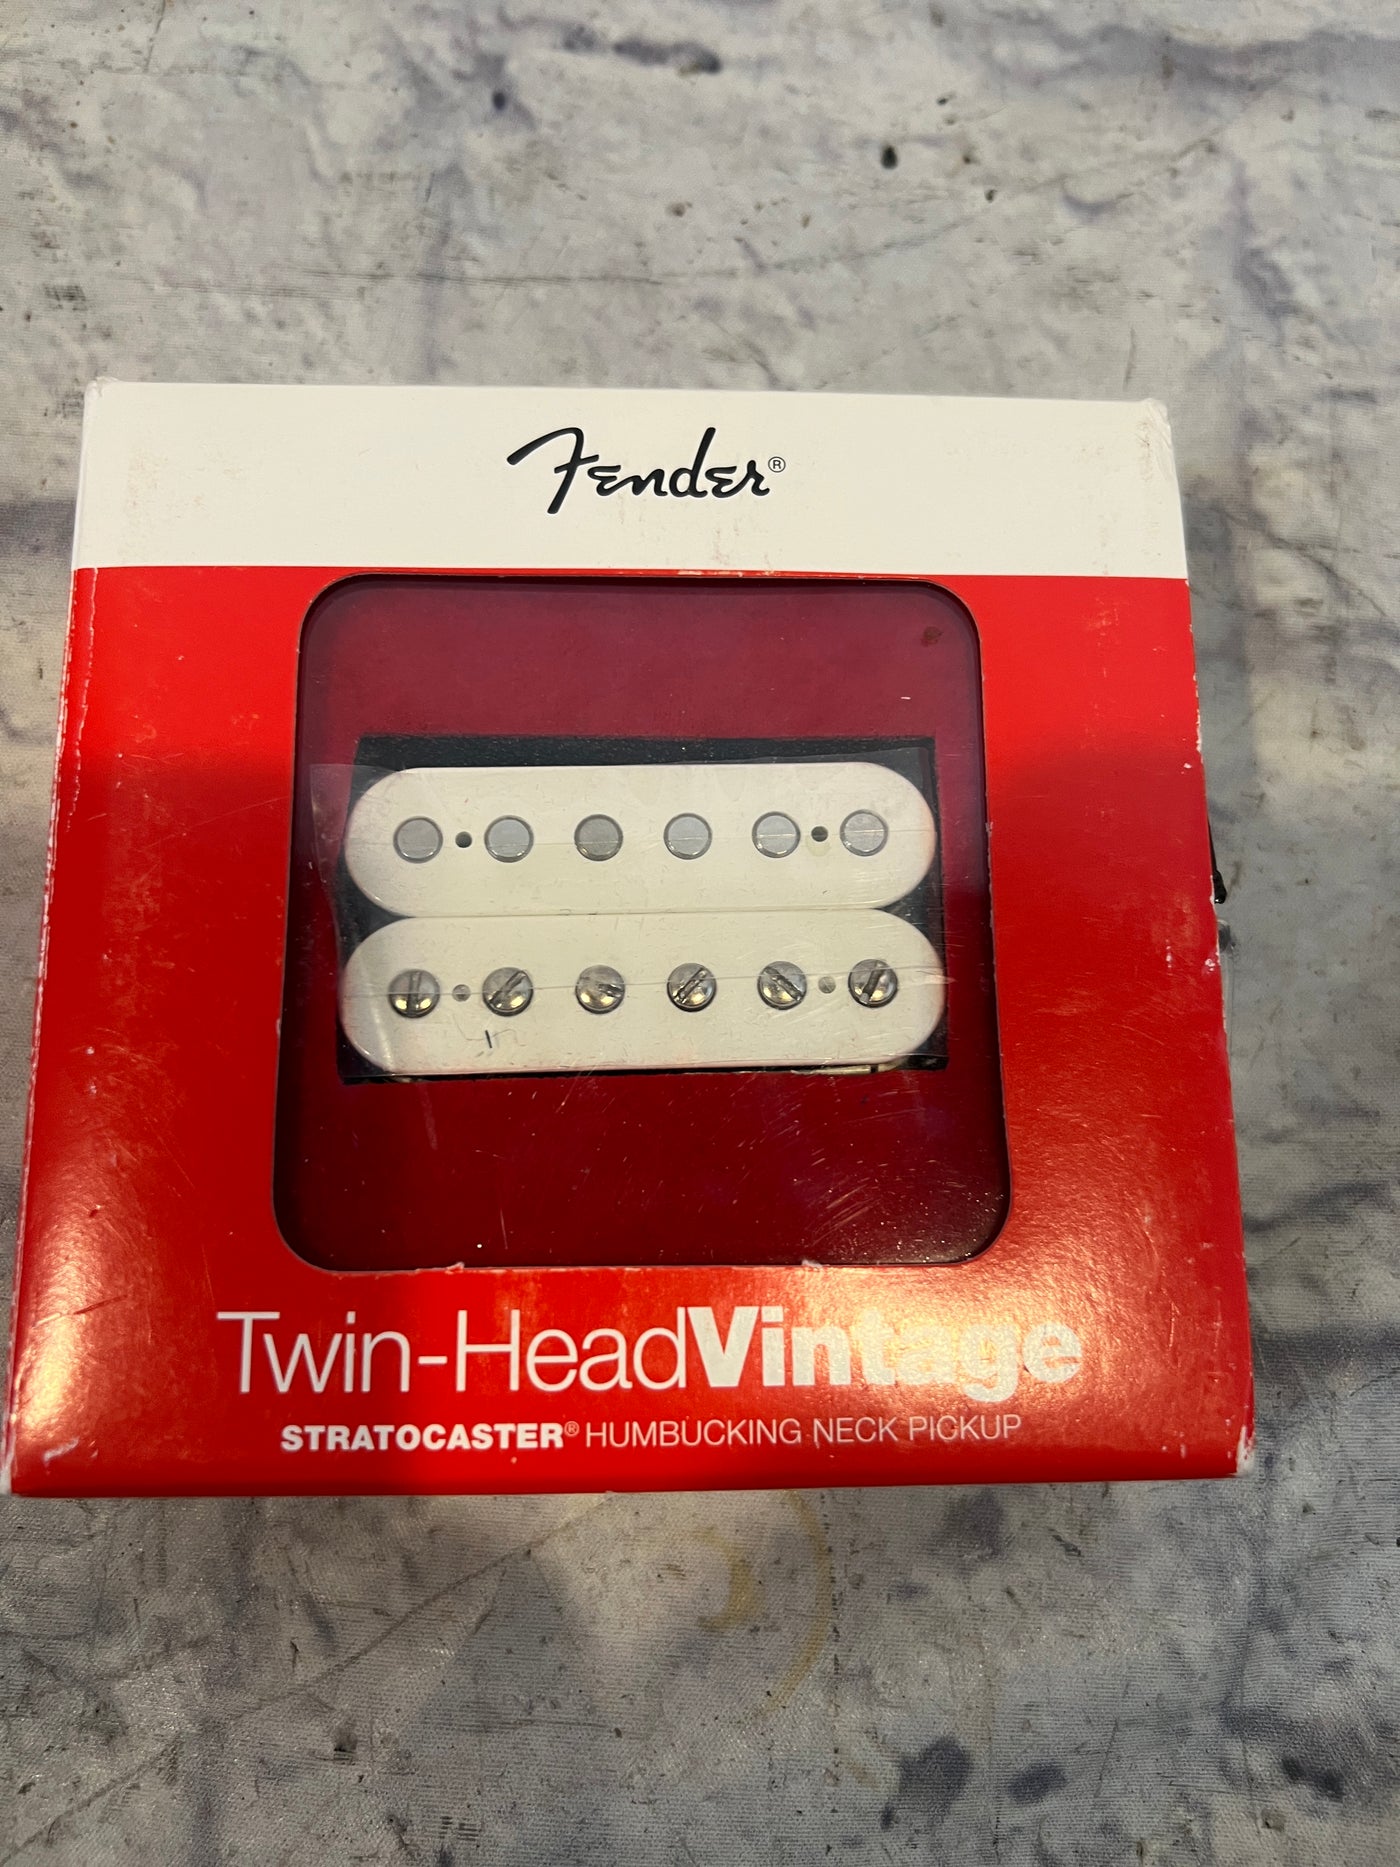 Fender®
Twin-HeadVintage
STRATOCASTER® HUMBUCKING NECK PICKUP